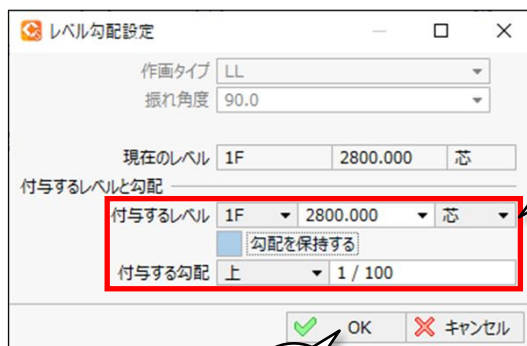 レベル勾配設定
作画タイプ LL
振れ角度 90.0
現在のレベル 1F 2800.000 芯
付与するレベルと勾配
付与するレベル 1F 2800.000 芯
勾配を保持する
付与する勾配 上 1 / 100
OK キャンセル